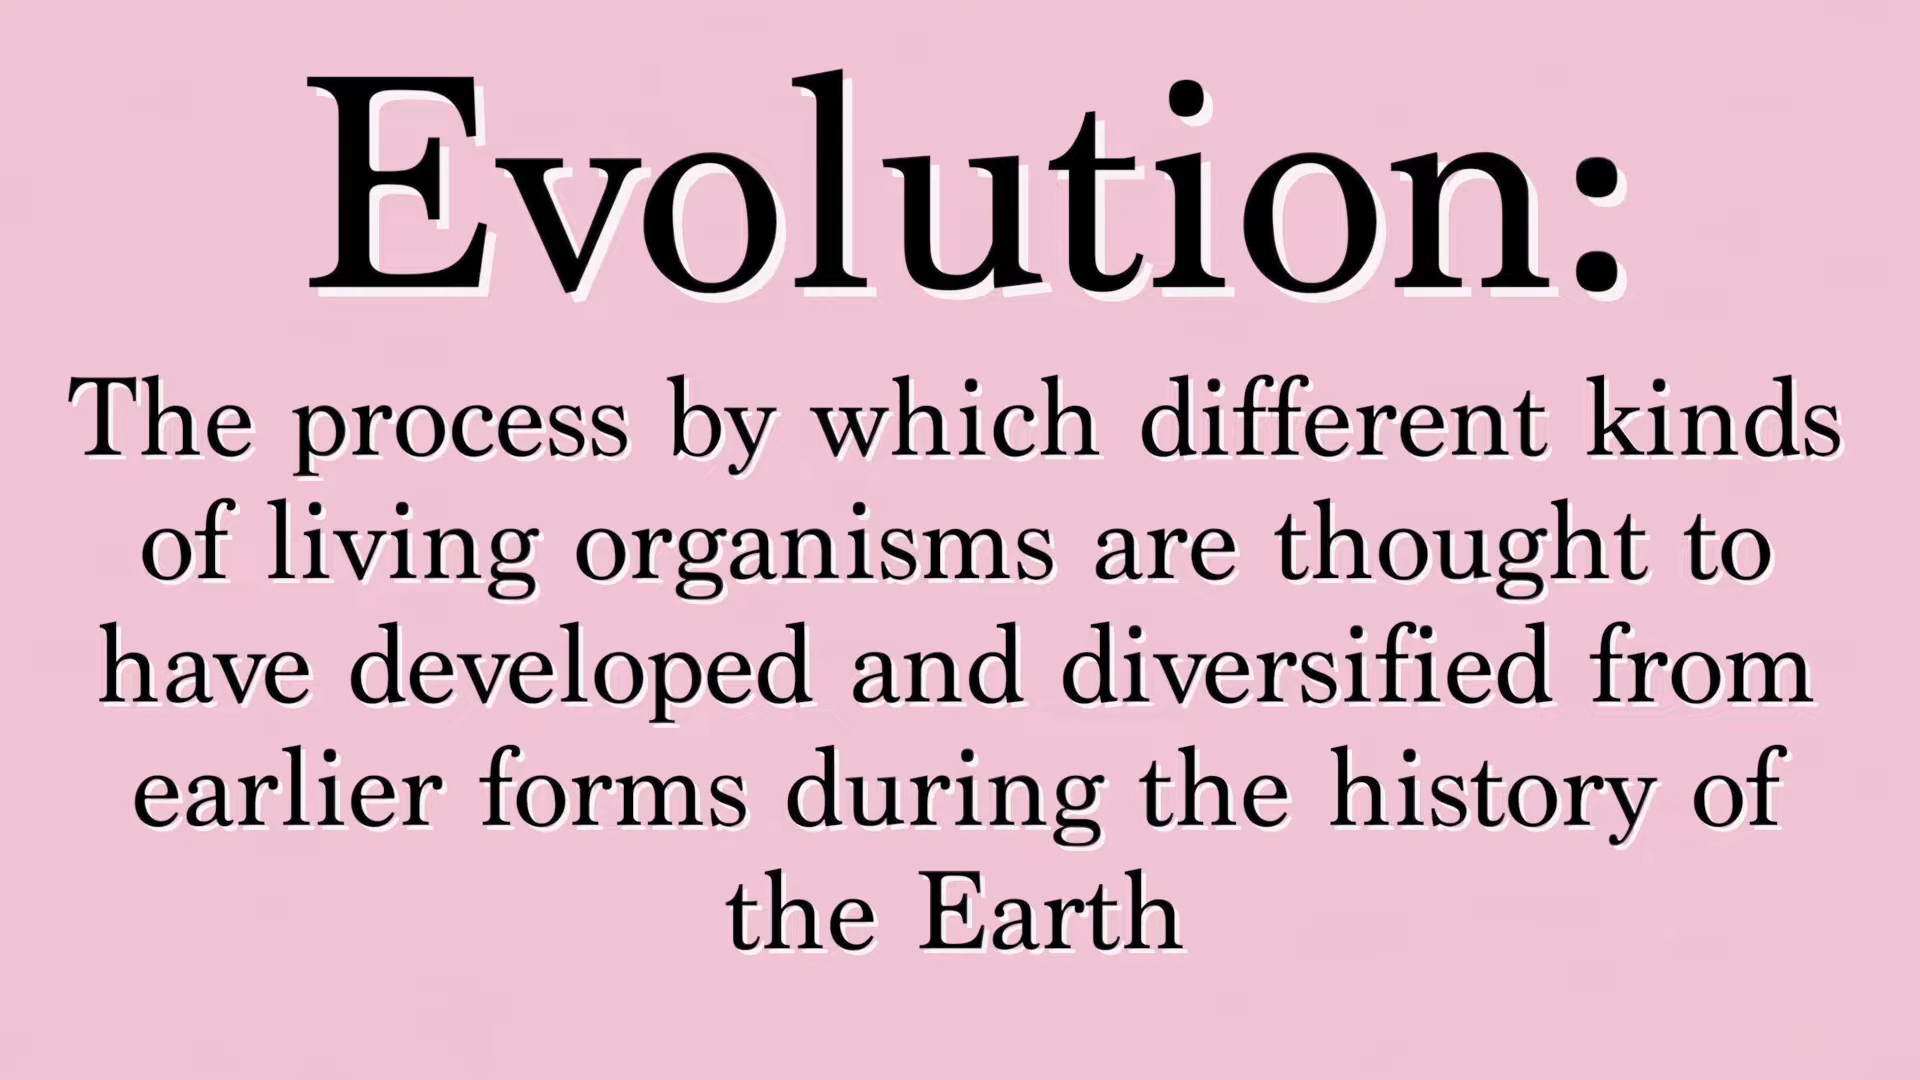 Evolution:
The process by which different kinds
of living organisms are thought to
have developed and diversified from
earlier forms during the history of
the Earth